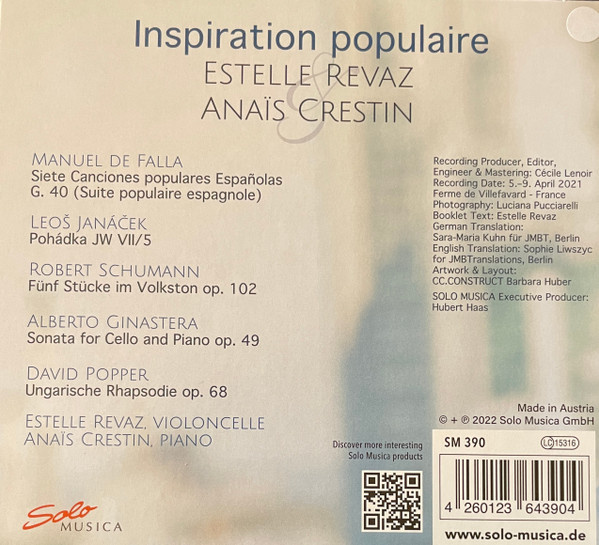 Inspiration populaire
ESTELLE REVAZ
&
ANAÏS CRESTIN
MANUEL DE FALLA
Siete Canciones populares Españolas
G. 40 (Suite populaire espagnole)
LEOŠ JANÁČEK
Pohádka JW VII/5
ROBERT SCHUMANN
Fünf Stücke im Volkston op. 102
ALBERTO GINASTERA
Sonata for Cello and Piano op. 49
DAVID POPPER
Ungarische Rhapsodie op. 68
ESTELLE REVAZ, VIOLONCELLE
ANAÏS CRESTIN, PIANO
Recording Producer, Editor,
Engineer & Mastering: Cécile Lenoir
Recording Date: 5.–9. April 2021
Ferme de Villefavard - France
Photography: Luciana Pucciarelli
Booklet Text: Estelle Revaz
German Translation:
Sara-Maria Kuhn für JMBT, Berlin
English Translation: Sophie Liwszyc
for JMBTranslations, Berlin
Artwork & Layout:
CC.CONSTRUCT Barbara Huber
SOLO MUSICA Executive Producer:
Hubert Haas
Made in Austria
© + ℗ 2022 Solo Musica GmbH
Discover more interesting
Solo Musica products
SM 390
LC 15316
4 260123 643904
www.solo-musica.de
Solo
MUSICA